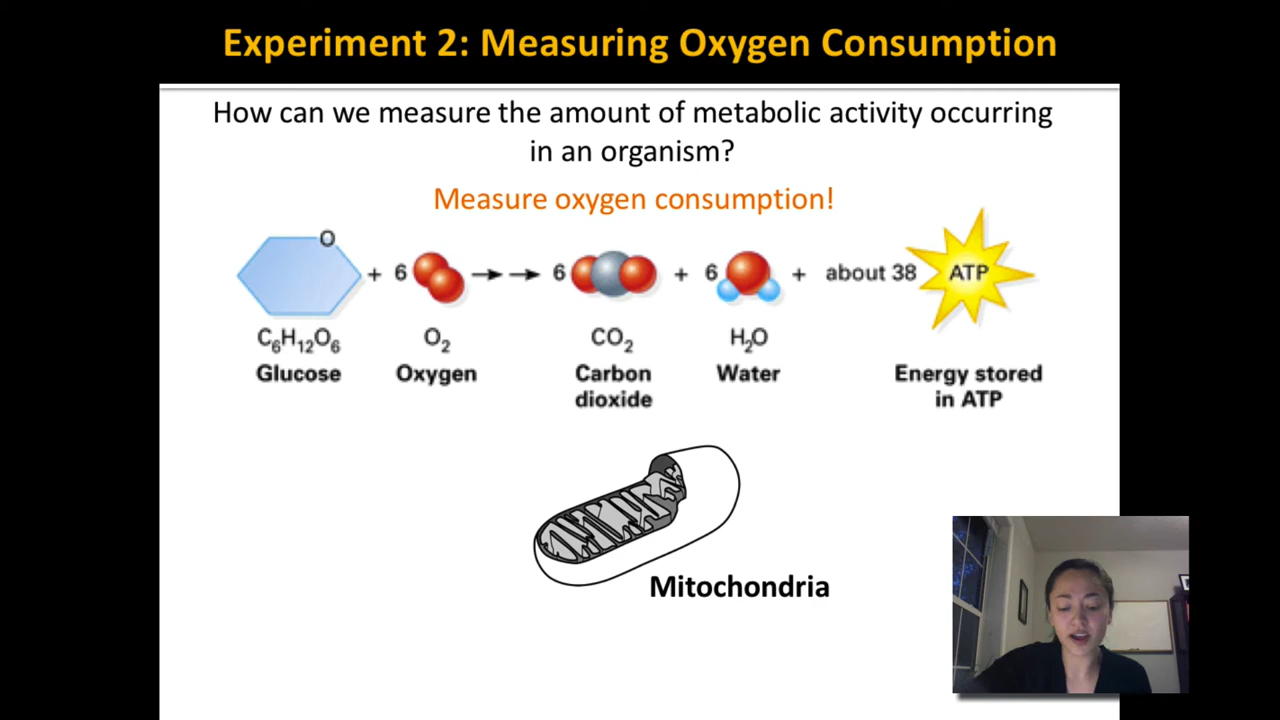 Experiment 2: Measuring Oxygen Consumption
How can we measure the amount of metabolic activity occurring
in an organism?
Measure oxygen consumption!
O
+ 6 → → 6 + 6 + about 38 ATP
C₆H₁₂O₆ O₂ CO₂ H₂O
Glucose Oxygen Carbon dioxide Water Energy stored in ATP
Mitochondria